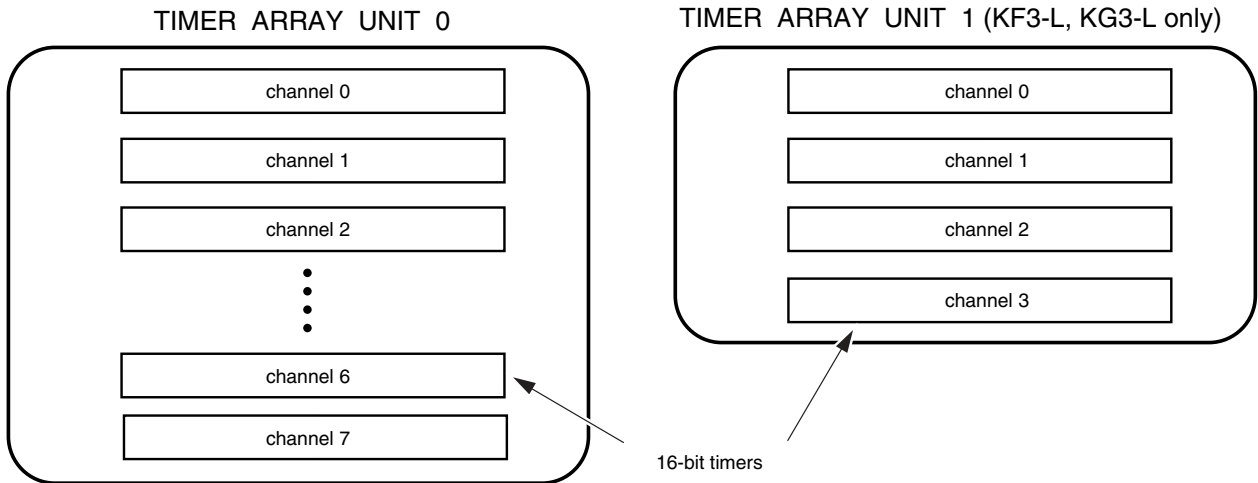 TIMER ARRAY UNIT 0
channel 0
channel 1
channel 2
channel 6
channel 7
TIMER ARRAY UNIT 1 (KF3-L, KG3-L only)
channel 0
channel 1
channel 2
channel 3
16-bit timers